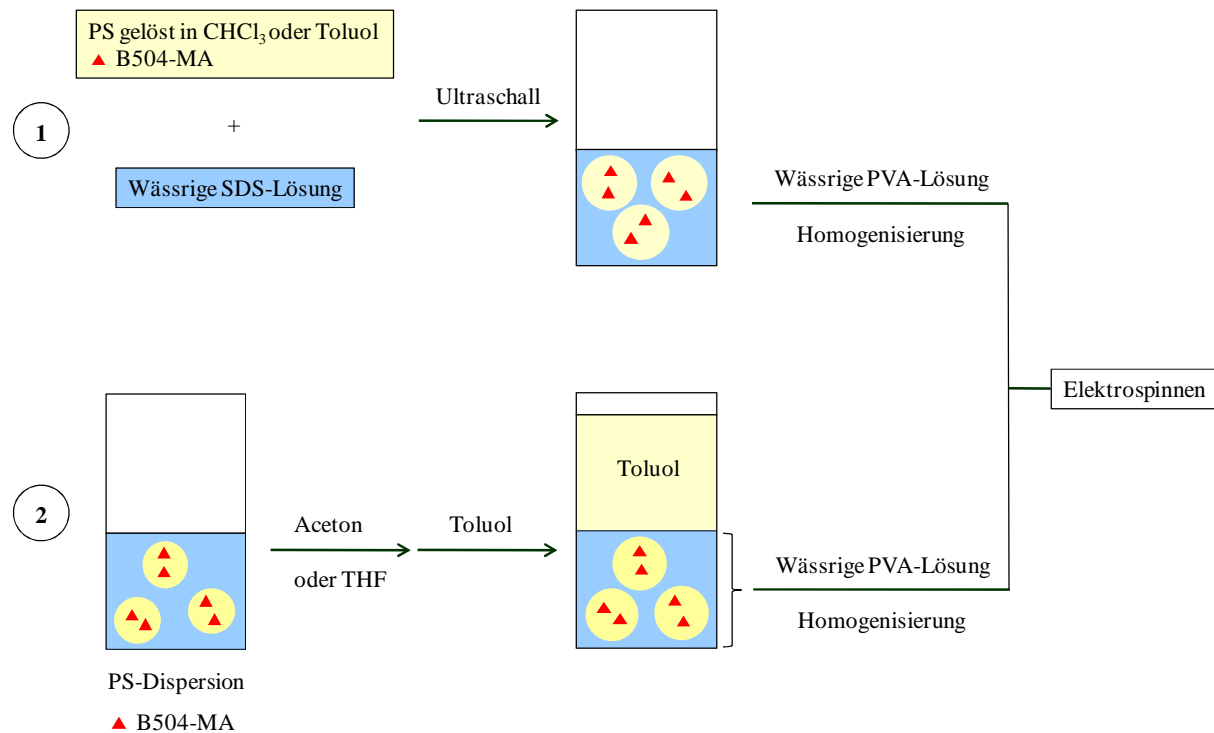 PS gelöst in CHCl₃ oder Toluol
B504-MA
1
+
Ultraschall
Wässrige SDS-Lösung
Wässrige PVA-Lösung
Homogenisierung
Elektrospinnen
2
Aceton
oder THF
Toluol
Toluol
Wässrige PVA-Lösung
Homogenisierung
PS-Dispersion
B504-MA